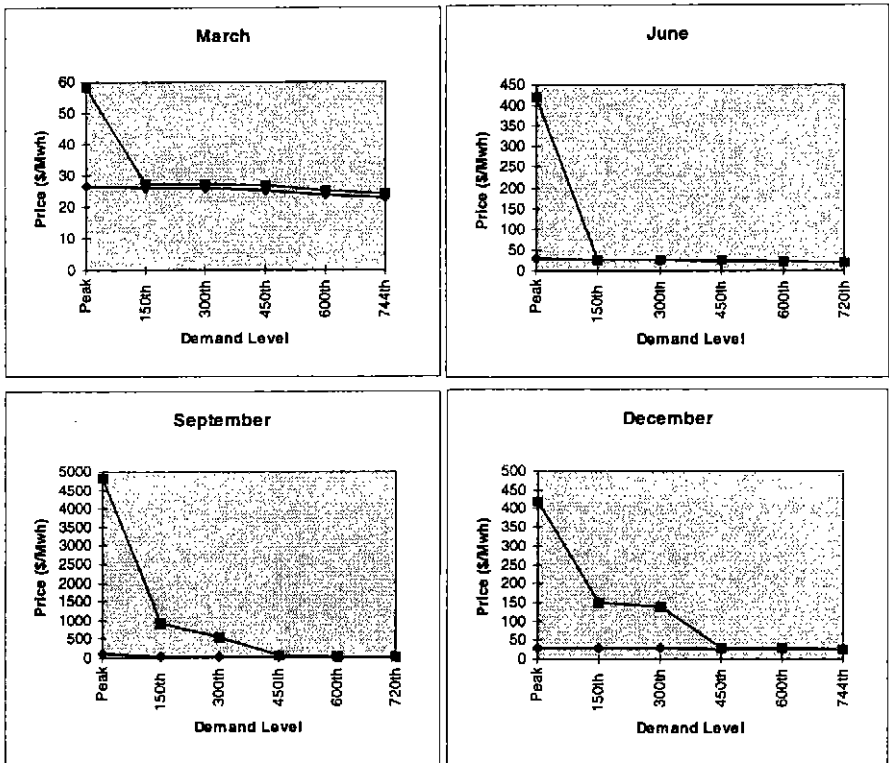 March
60
50
40
30
20
10
0
Price ($/Mwh)
Peak
150th
300th
450th
600th
744th
Demand Level
June
450
400
350
300
250
200
150
100
50
0
Price ($/Mwh)
Peak
150th
300th
450th
600th
720th
Demand Level
September
5000
4500
4000
3500
3000
2500
2000
1500
1000
500
0
Price ($/Mwh)
Peak
150th
300th
450th
600th
720th
Demand Level
December
500
450
400
350
300
250
200
150
100
50
0
Price ($/Mwh)
Peak
150th
300th
450th
600th
744th
Demand Level